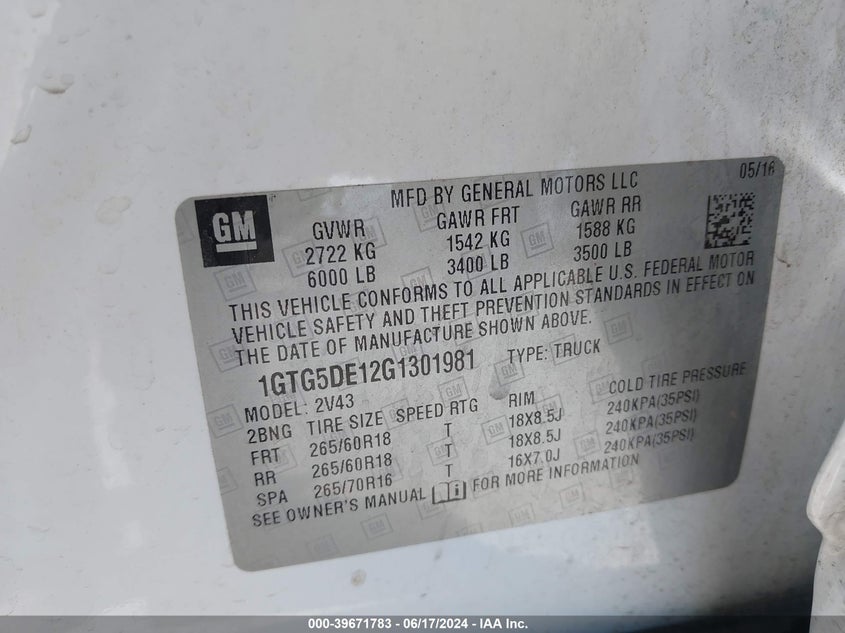 MFD BY GENERAL MOTORS LLC 05/16
GM
GVWR GAWR FRT GAWR RR
2722 KG 1542 KG 1588 KG
6000 LB 3400 LB 3500 LB
THIS VEHICLE CONFORMS TO ALL APPLICABLE U.S. FEDERAL MOTOR
VEHICLE SAFETY AND THEFT PREVENTION STANDARDS IN EFFECT ON
THE DATE OF MANUFACTURE SHOWN ABOVE.
1GTG5DE12G1301981 TYPE: TRUCK
MODEL: 2V43
2BNG TIRE SIZE SPEED RTG RIM COLD TIRE PRESSURE
FRT 265/60R18 T 18X8.5J 240KPA(35PSI)
RR 265/60R18 T 18X8.5J 240KPA(35PSI)
SPA 265/70R16 T 16X7.0J 240KPA(35PSI)
SEE OWNER'S MANUAL FOR MORE INFORMATION
000-39671783 - 06/17/2024 - IAA Inc.